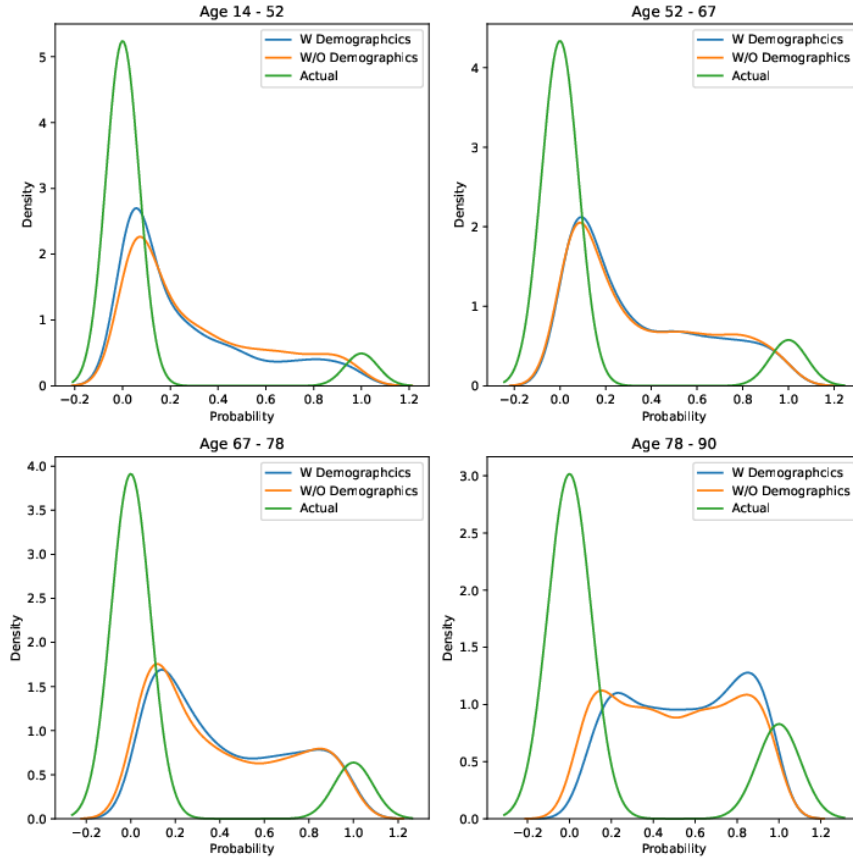 Age 14 - 52
W Demographcics
W/O Demographics
Actual
Density
5
4
3
2
1
0
−0.2 0.0 0.2 0.4 0.6 0.8 1.0 1.2
Probability
Age 52 - 67
W Demographcics
W/O Demographics
Actual
Density
4
3
2
1
0
−0.2 0.0 0.2 0.4 0.6 0.8 1.0 1.2
Probability
Age 67 - 78
W Demographcics
W/O Demographics
Actual
Density
4.0
3.5
3.0
2.5
2.0
1.5
1.0
0.5
0.0
−0.2 0.0 0.2 0.4 0.6 0.8 1.0 1.2
Probability
Age 78 - 90
W Demographcics
W/O Demographics
Actual
Density
3.0
2.5
2.0
1.5
1.0
0.5
0.0
−0.2 0.0 0.2 0.4 0.6 0.8 1.0 1.2
Probability